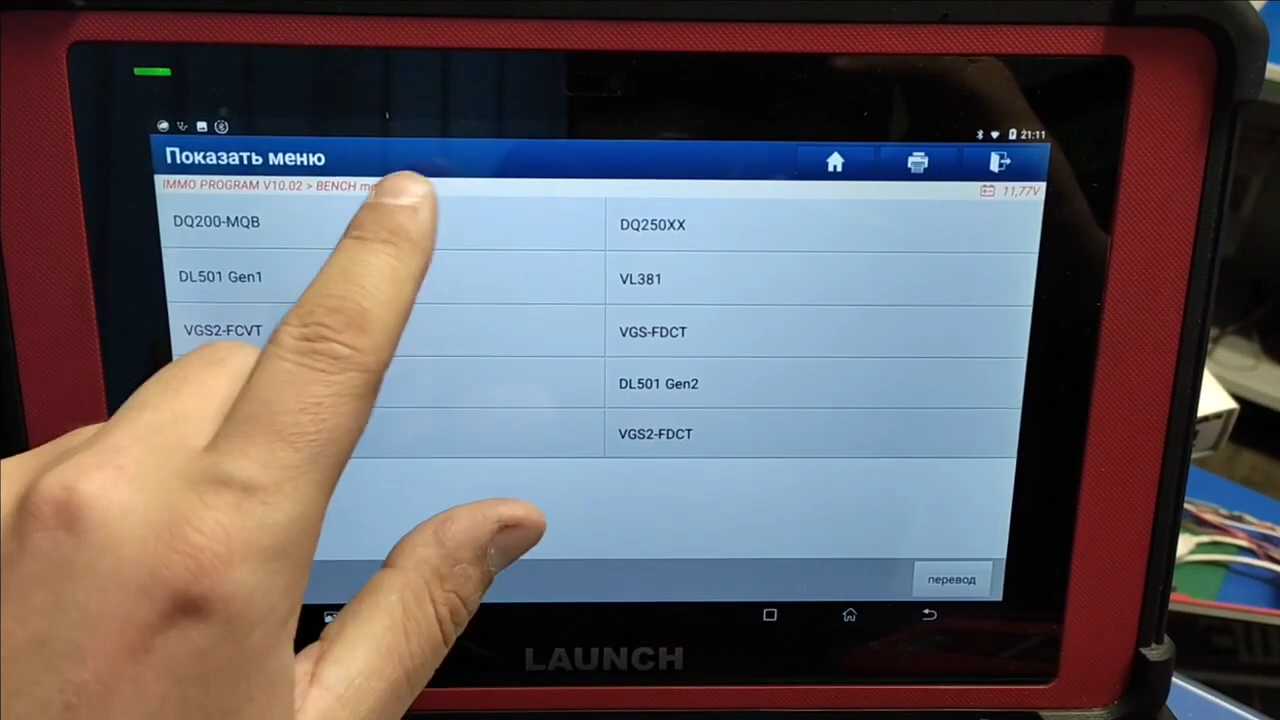 21:11
Показать меню
IMMO PROGRAM V10.02 > BENCH
11,77V
DQ200-MQB
DQ250XX
DL501 Gen1
VL381
VGS2-FCVT
VGS-FDCT
DL501 Gen2
VGS2-FDCT
перевод
LAUNCH